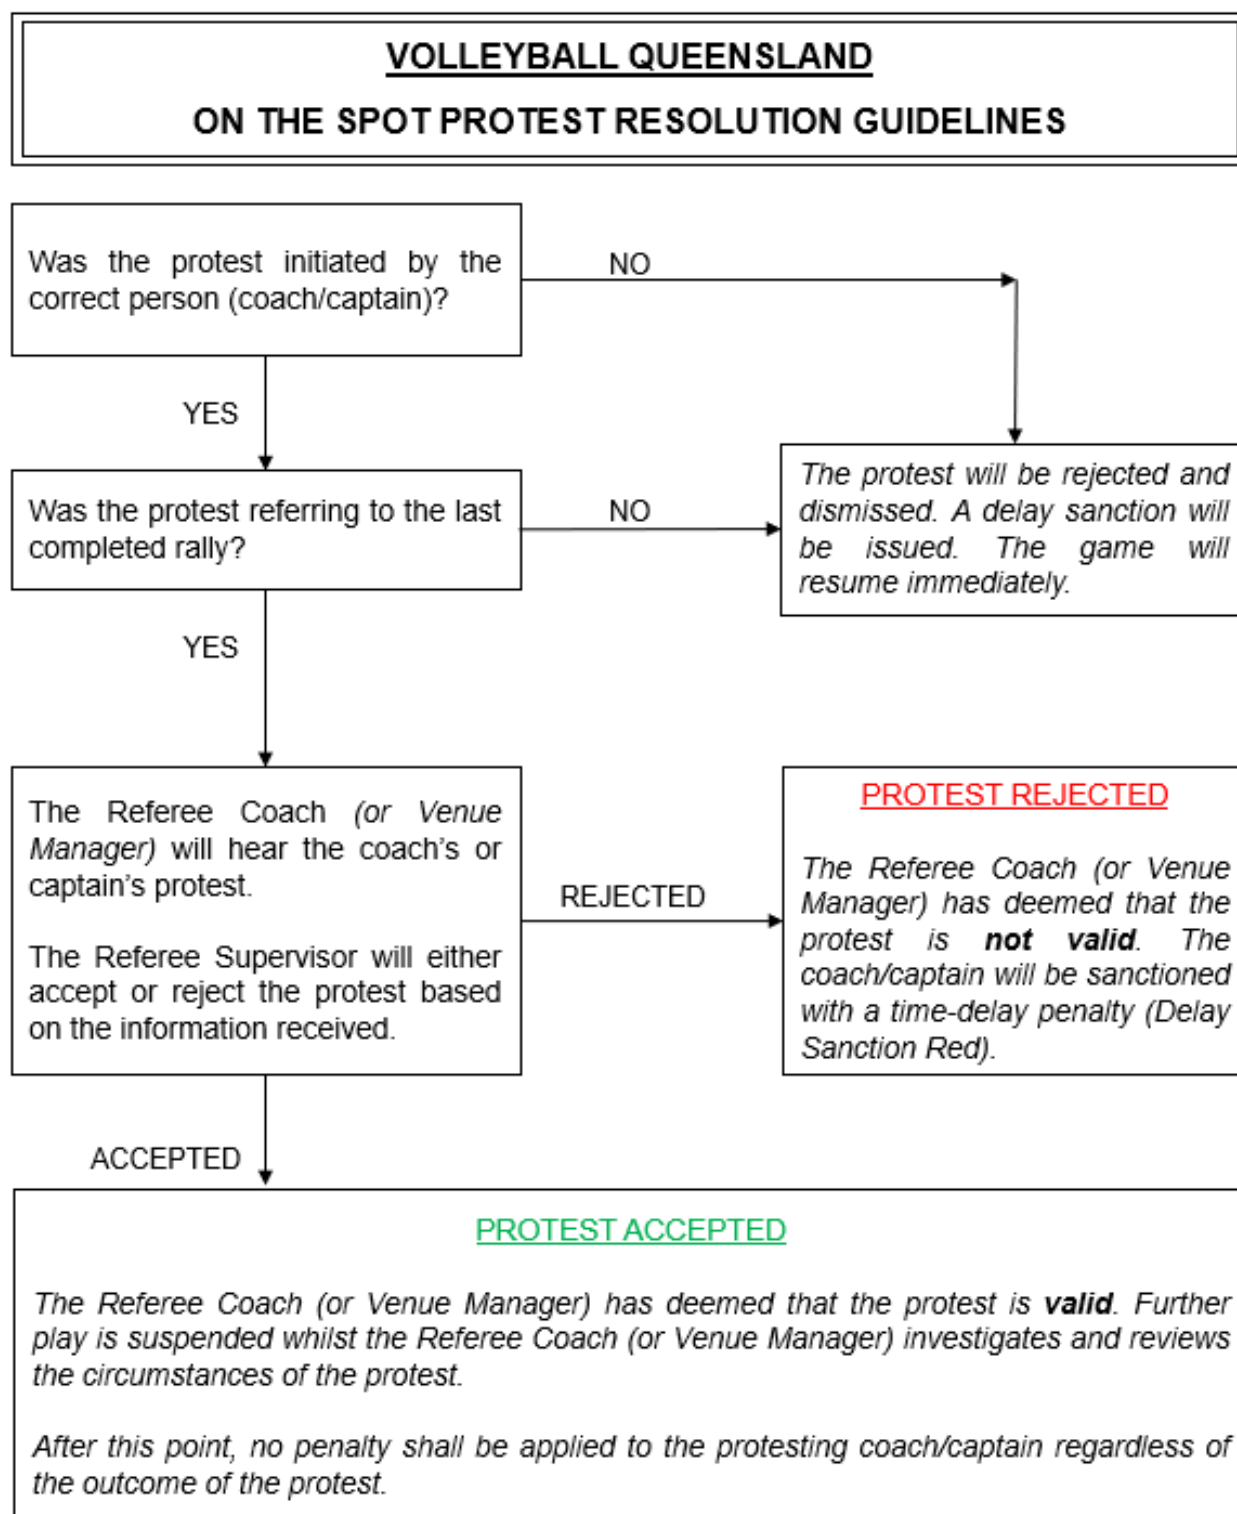 VOLLEYBALL QUEENSLAND
ON THE SPOT PROTEST RESOLUTION GUIDELINES
Was the protest initiated by the
correct person (coach/captain)?
NO
YES
Was the protest referring to the last
completed rally?
NO
The protest will be rejected and
dismissed. A delay sanction will
be issued. The game will
resume immediately.
YES
The Referee Coach (or Venue
Manager) will hear the coach's or
captain's protest.
The Referee Supervisor will either
accept or reject the protest based
on the information received.
REJECTED
PROTEST REJECTED
The Referee Coach (or Venue
Manager) has deemed that the
protest is not valid. The
coach/captain will be sanctioned
with a time-delay penalty (Delay
Sanction Red).
ACCEPTED
PROTEST ACCEPTED
The Referee Coach (or Venue Manager) has deemed that the protest is valid. Further
play is suspended whilst the Referee Coach (or Venue Manager) investigates and reviews
the circumstances of the protest.
After this point, no penalty shall be applied to the protesting coach/captain regardless of
the outcome of the protest.